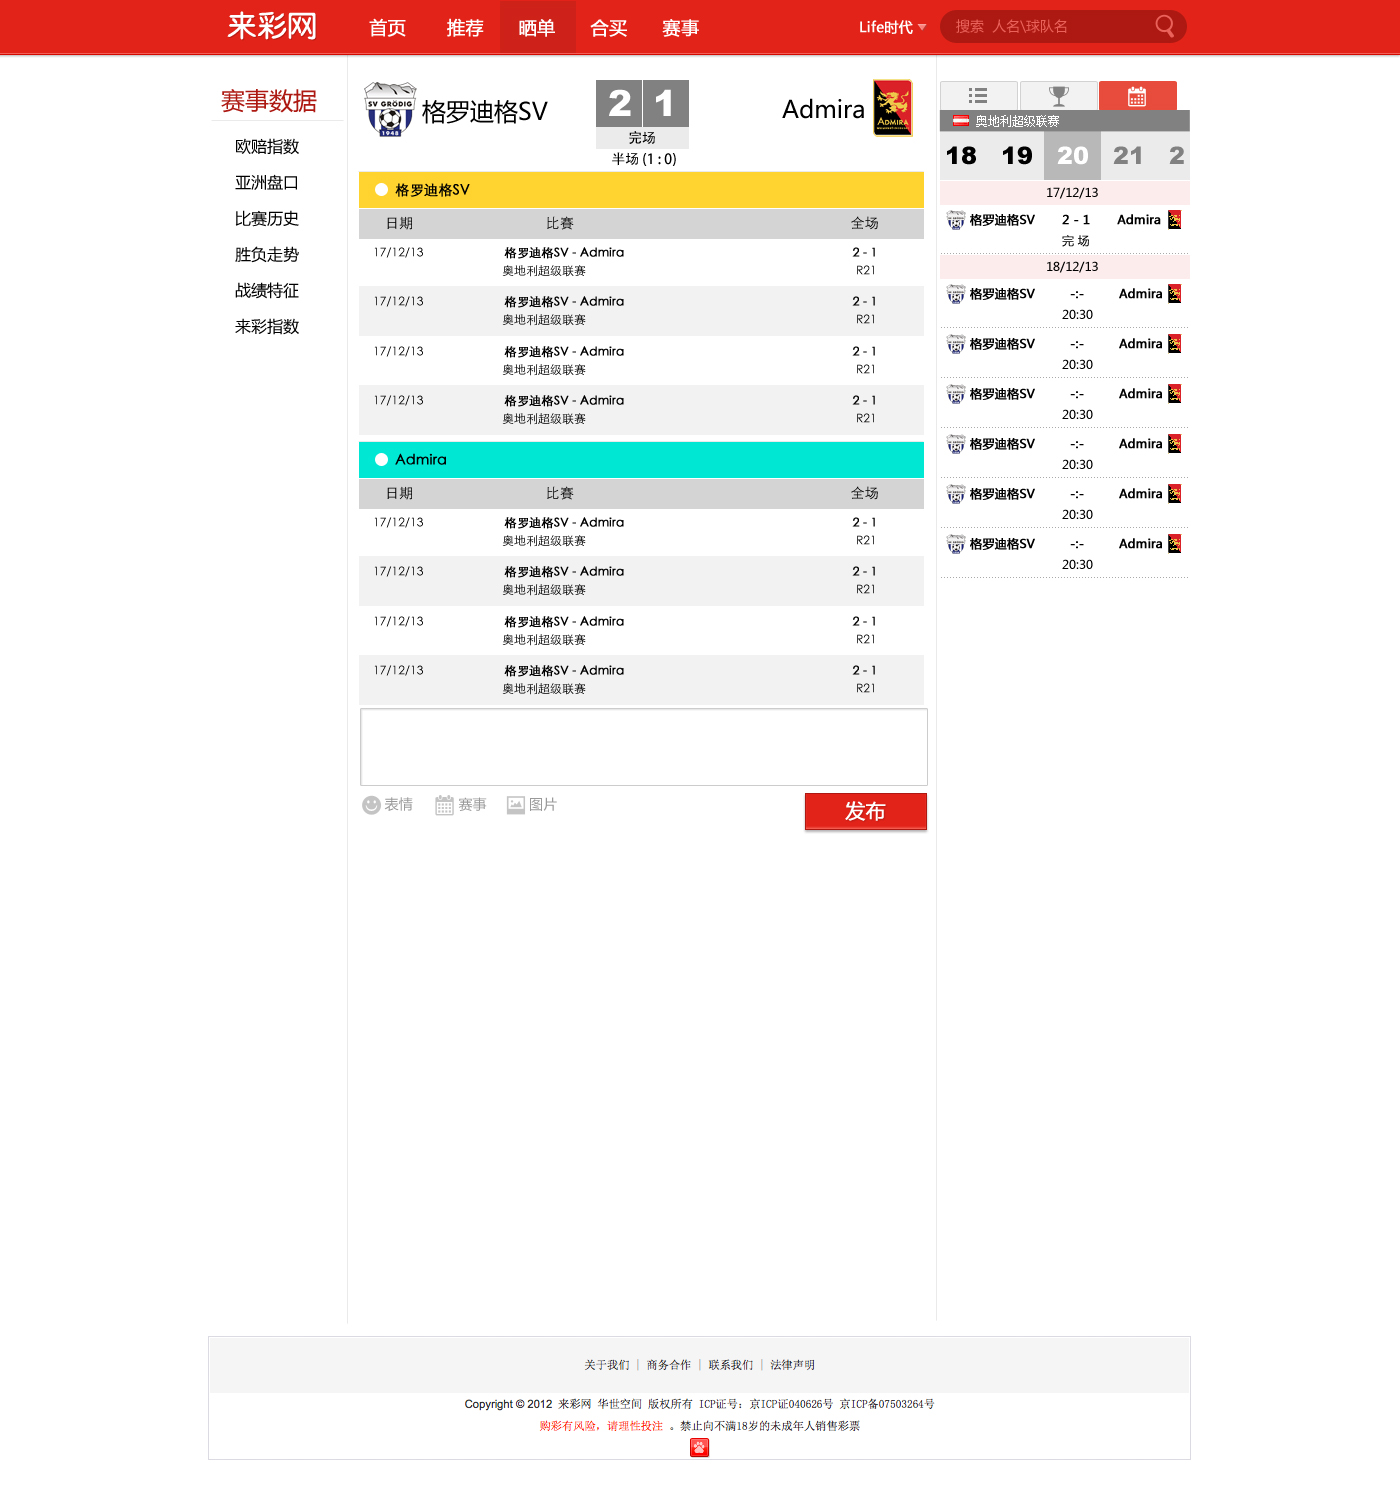 来彩网 首页 推荐 晒单 合买 赛事 Life时代 搜索 人名\球队名
赛事数据
欧赔指数
亚洲盘口
比赛历史
胜负走势
战绩特征
来彩指数
SV GRÖDIG
1948
格罗迪格SV
2 1
完场
半场 (1 : 0)
Admira
ADMIRA
格罗迪格SV
日期 比赛 全场
17/12/13 格罗迪格SV - Admira 2 - 1
奥地利超级联赛 R21
17/12/13 格罗迪格SV - Admira 2 - 1
奥地利超级联赛 R21
17/12/13 格罗迪格SV - Admira 2 - 1
奥地利超级联赛 R21
17/12/13 格罗迪格SV - Admira 2 - 1
奥地利超级联赛 R21
Admira
日期 比赛 全场
17/12/13 格罗迪格SV - Admira 2 - 1
奥地利超级联赛 R21
17/12/13 格罗迪格SV - Admira 2 - 1
奥地利超级联赛 R21
17/12/13 格罗迪格SV - Admira 2 - 1
奥地利超级联赛 R21
17/12/13 格罗迪格SV - Admira 2 - 1
奥地利超级联赛 R21
表情 赛事 图片 发布
奥地利超级联赛
18 19 20 21 2
17/12/13
格罗迪格SV 2 - 1 Admira
完 场
18/12/13
格罗迪格SV -:- Admira
20:30
格罗迪格SV -:- Admira
20:30
格罗迪格SV -:- Admira
20:30
格罗迪格SV -:- Admira
20:30
格罗迪格SV -:- Admira
20:30
格罗迪格SV -:- Admira
20:30
关于我们 | 商务合作 | 联系我们 | 法律声明
Copyright © 2012 来彩网 华世空间 版权所有 ICP证号：京ICP证040626号 京ICP备07503264号
购彩有风险，请理性投注 。禁止向不满18岁的未成年人销售彩票